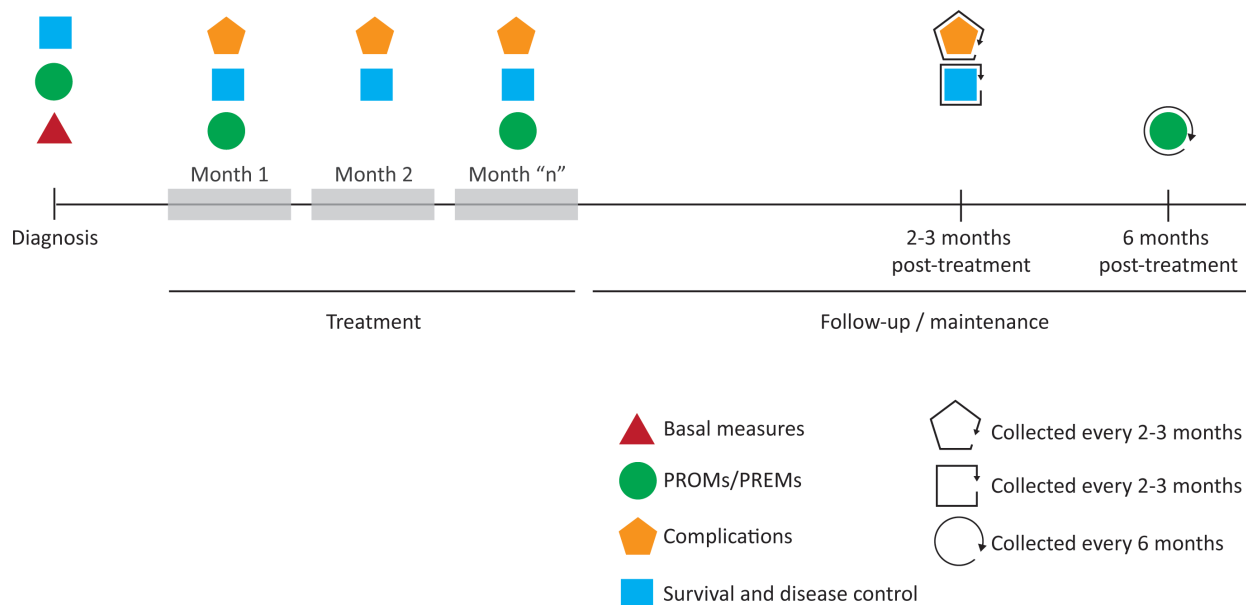 Month 1
Month 2
Month “n”
Diagnosis
2-3 months
post-treatment
6 months
post-treatment
Treatment
Follow-up / maintenance
Basal measures
PROMs/PREMs
Complications
Survival and disease control
Collected every 2-3 months
Collected every 2-3 months
Collected every 6 months